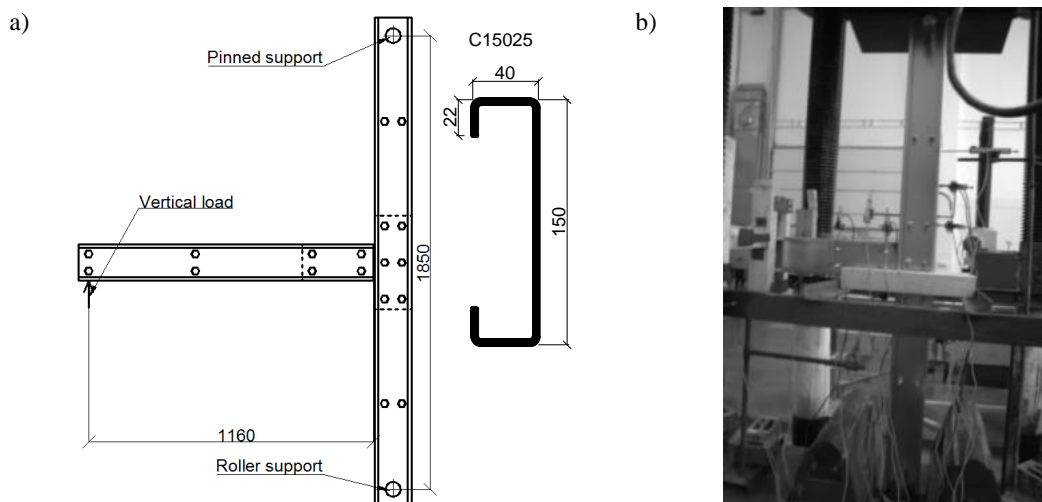 a)
Pinned support
C15025
40
22
150
Vertical load
1850
1160
Roller support
b)